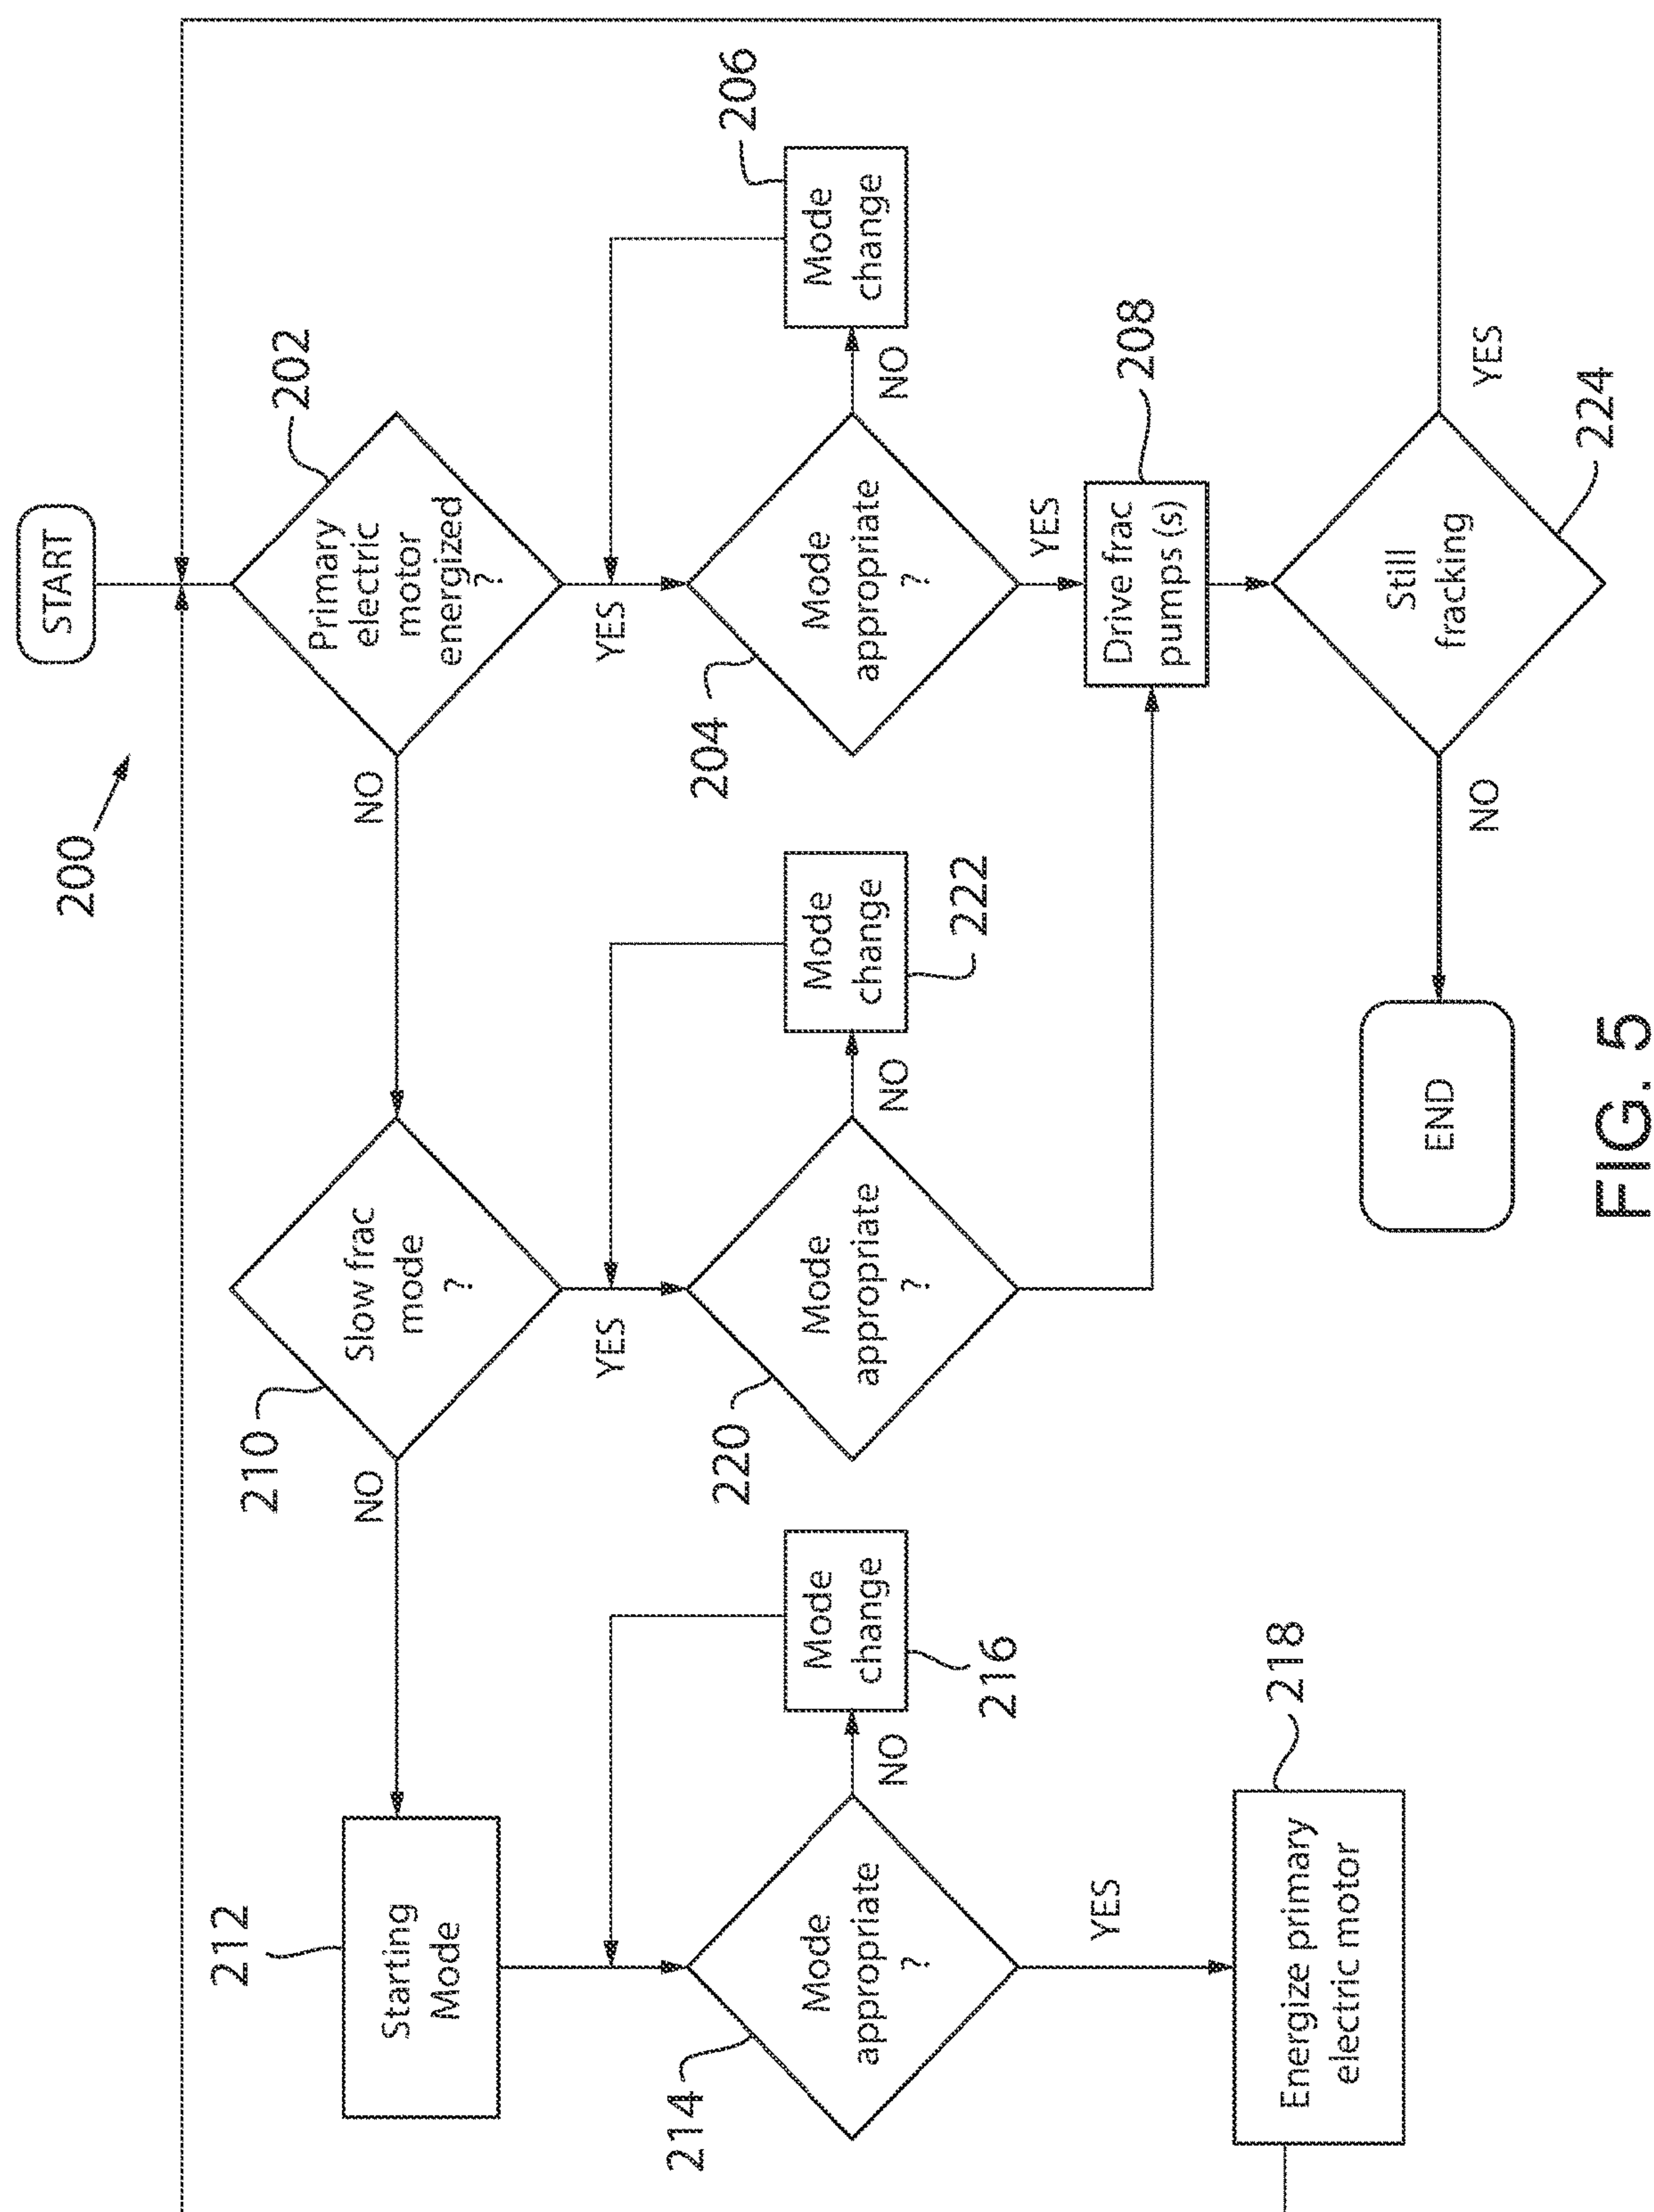 START
200
202
Primary
electric
motor
energized
?
NO
YES
204
Mode
appropriate
?
NO
206
Mode
change
YES
208
Drive frac
pumps (s)
Still
fracking
224
YES
NO
END
210
Slow frac
mode
?
NO
YES
220
Mode
appropriate
?
NO
222
Mode
change
212
Starting
Mode
214
Mode
appropriate
?
NO
216
Mode
change
YES
218
Energize primary
electric motor
FIG. 5